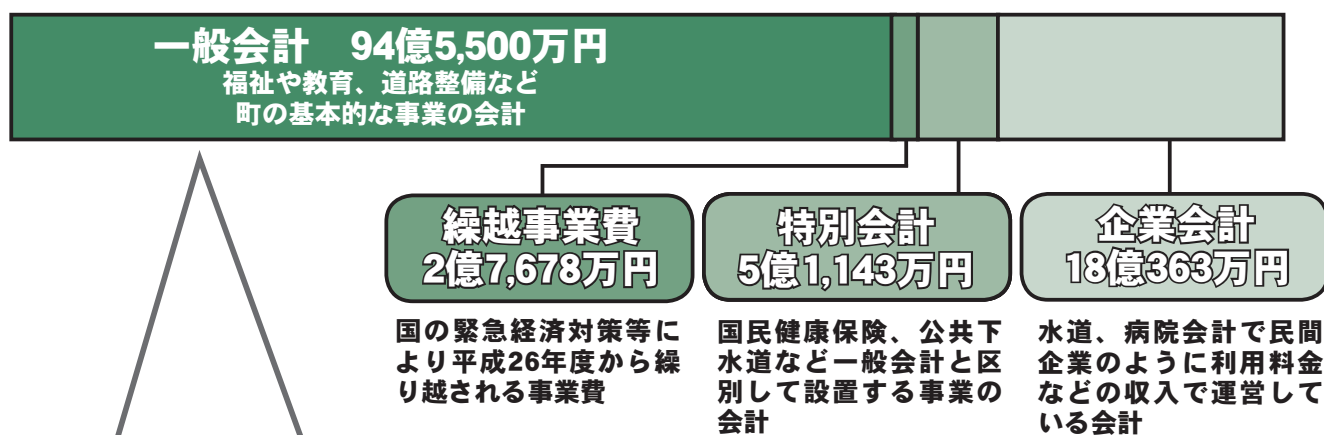 一般会計　94億5,500万円
福祉や教育、道路整備など
町の基本的な事業の会計
繰越事業費
2億7,678万円
国の緊急経済対策等に
より平成26年度から繰
り越される事業費
特別会計
5億1,143万円
国民健康保険、公共下
水道など一般会計と区
別して設置する事業の
会計
企業会計
18億363万円
水道、病院会計で民間
企業のように利用料金
などの収入で運営して
いる会計